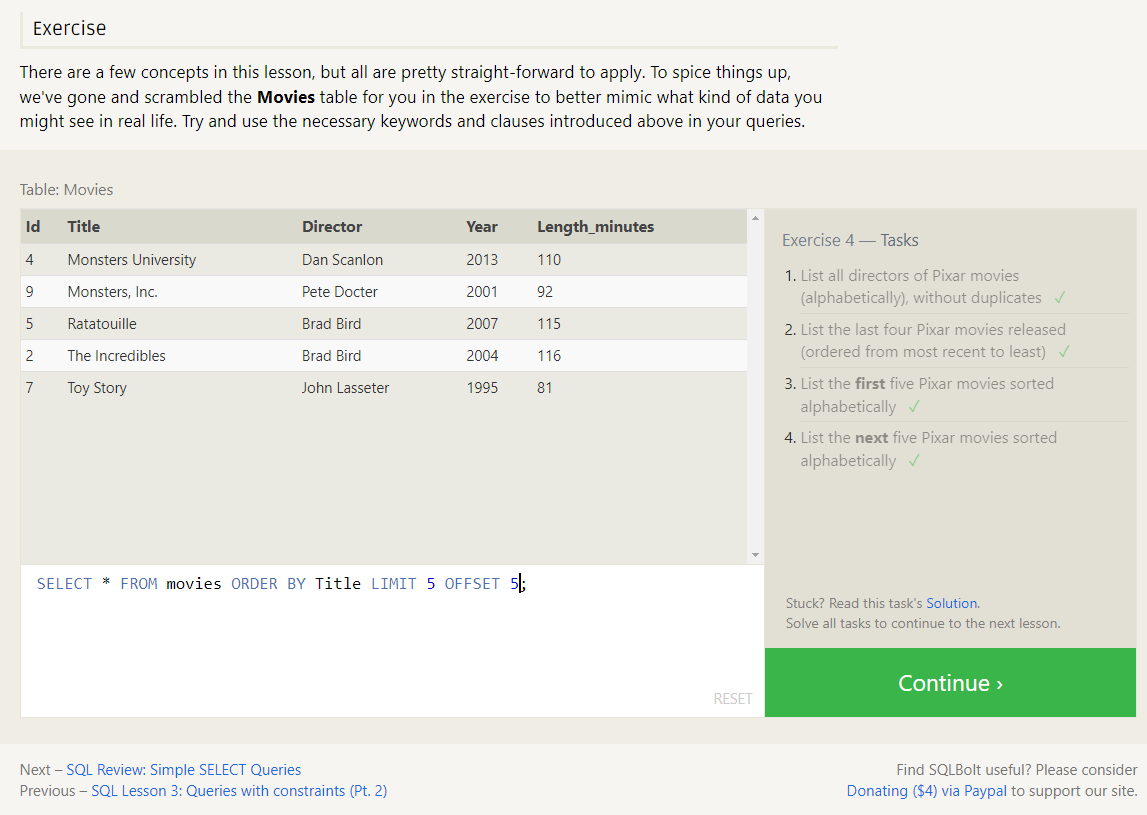 Exercise
There are a few concepts in this lesson, but all are pretty straight-forward to apply. To spice things up,
we've gone and scrambled the Movies table for you in the exercise to better mimic what kind of data you
might see in real life. Try and use the necessary keywords and clauses introduced above in your queries.
Table: Movies
Id Title Director Year Length_minutes
4 Monsters University Dan Scanlon 2013 110
9 Monsters, Inc. Pete Docter 2001 92
5 Ratatouille Brad Bird 2007 115
2 The Incredibles Brad Bird 2004 116
7 Toy Story John Lasseter 1995 81
SELECT * FROM movies ORDER BY Title LIMIT 5 OFFSET 5;
RESET
Exercise 4 — Tasks
1. List all directors of Pixar movies
(alphabetically), without duplicates ✓
2. List the last four Pixar movies released
(ordered from most recent to least) ✓
3. List the first five Pixar movies sorted
alphabetically ✓
4. List the next five Pixar movies sorted
alphabetically ✓
Stuck? Read this task's Solution.
Solve all tasks to continue to the next lesson.
Continue ›
Next – SQL Review: Simple SELECT Queries
Previous – SQL Lesson 3: Queries with constraints (Pt. 2)
Find SQLBolt useful? Please consider
Donating ($4) via Paypal to support our site.